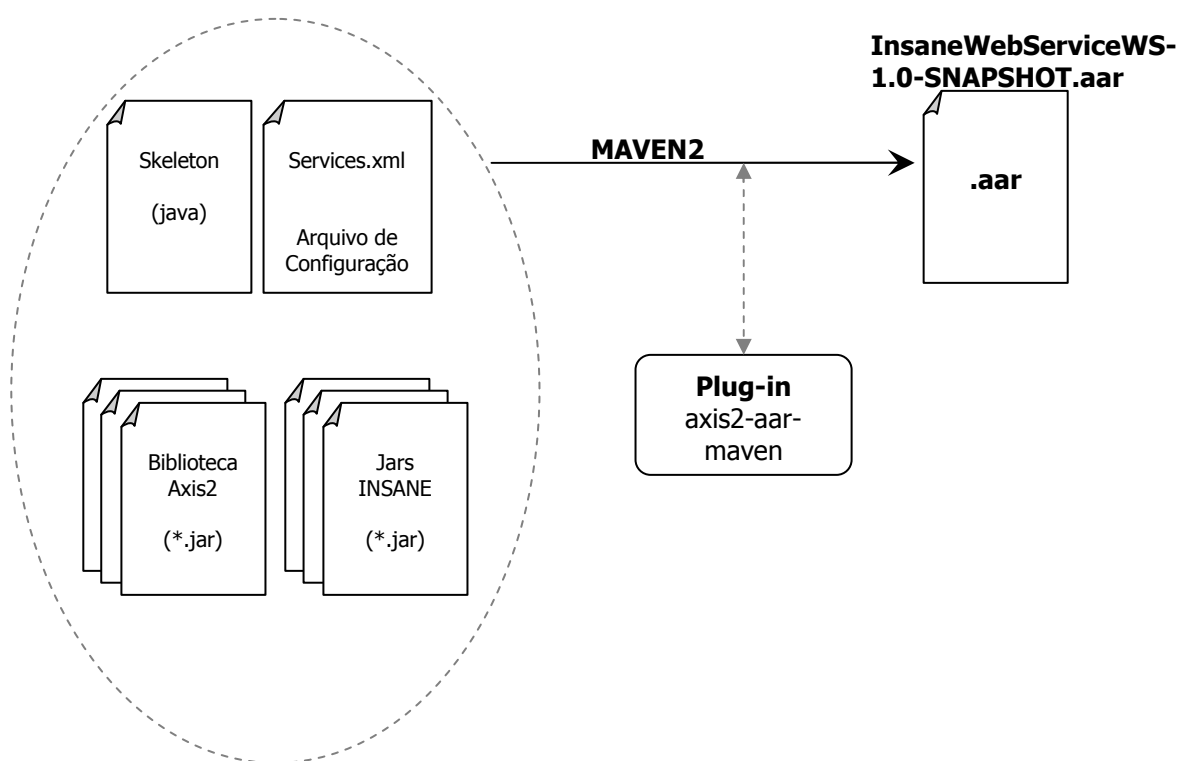 InsaneWebServiceWS-
1.0-SNAPSHOT.aar
Skeleton
(java)
Services.xml
Arquivo de
Configuração
MAVEN2
.aar
Plug-in
axis2-aar-
maven
Biblioteca
Axis2
(*.jar)
Jars
INSANE
(*.jar)